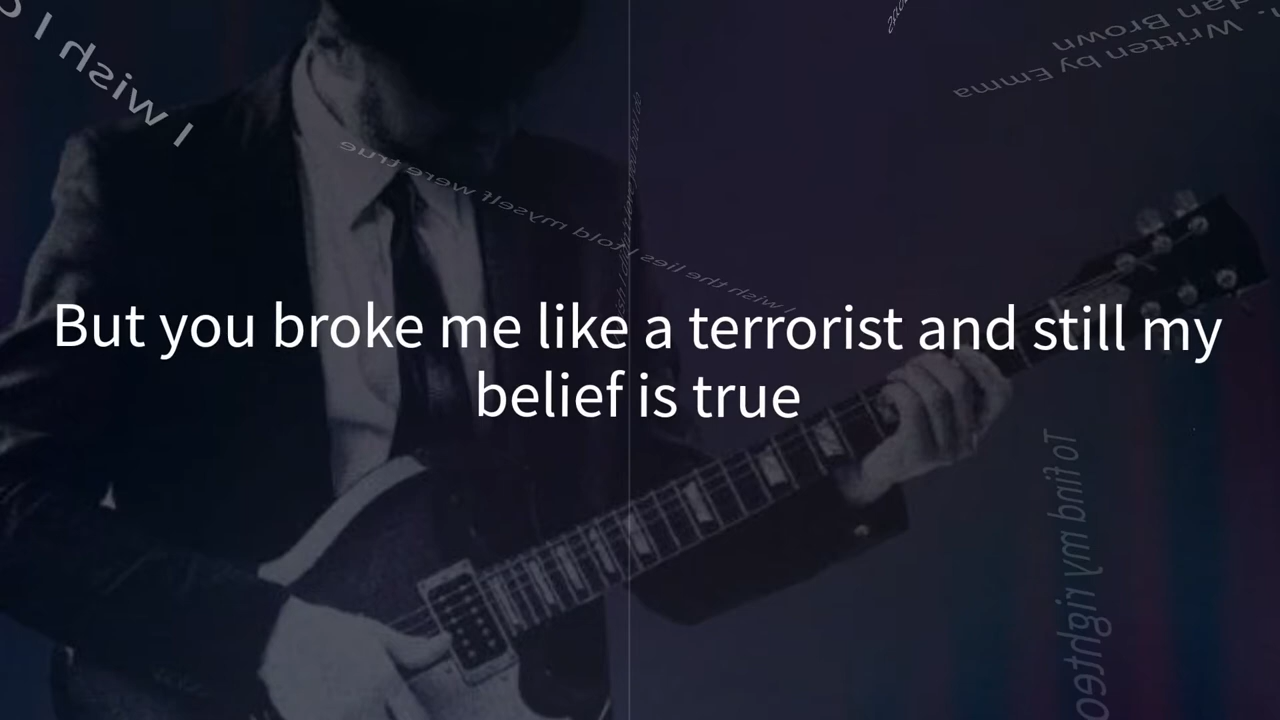 I wish I
Written by Emma
dan Brown
I wish the lies I told myself were true
But you broke me like a terrorist and still my
belief is true
To find my righteo